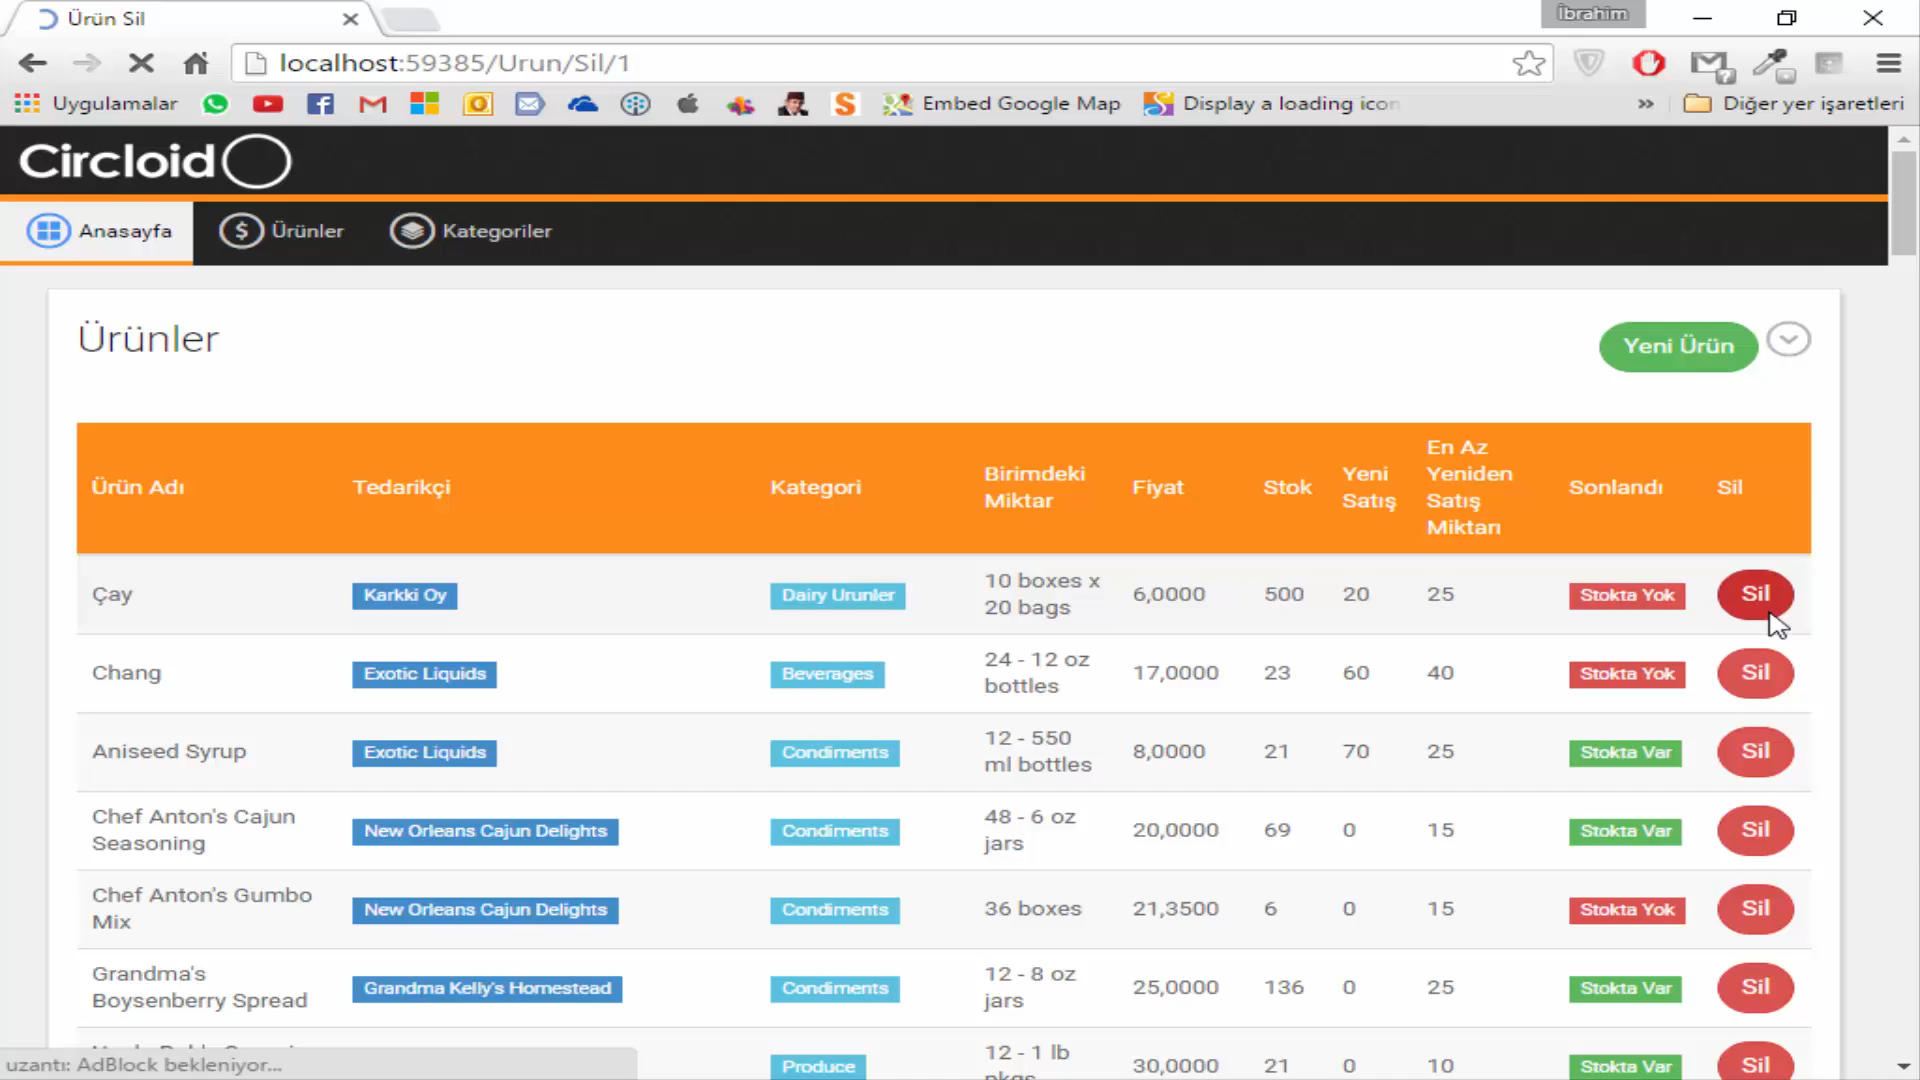 Ürün Sil
İbrahim
localhost:59385/Urun/Sil/1
Uygulamalar
Embed Google Map
Display a loading icon
»
Diğer yer işaretleri
Circloid
Anasayfa
Ürünler
Kategoriler
Ürünler
Yeni Ürün
Ürün Adı
Tedarikçi
Kategori
Birimdeki
Miktar
Fiyat
Stok
Yeni
Satış
En Az
Yeniden
Satış
Miktarı
Sonlandı
Sil
Çay
Karkki Oy
Dairy Urunler
10 boxes x
20 bags
6,0000
500
20
25
Stokta Yok
Sil
Chang
Exotic Liquids
Beverages
24 - 12 oz
bottles
17,0000
23
60
40
Stokta Yok
Sil
Aniseed Syrup
Exotic Liquids
Condiments
12 - 550
ml bottles
8,0000
21
70
25
Stokta Var
Sil
Chef Anton's Cajun
Seasoning
New Orleans Cajun Delights
Condiments
48 - 6 oz
jars
20,0000
69
0
15
Stokta Var
Sil
Chef Anton's Gumbo
Mix
New Orleans Cajun Delights
Condiments
36 boxes
21,3500
6
0
15
Stokta Yok
Sil
Grandma's
Boysenberry Spread
Grandma Kelly's Homestead
Condiments
12 - 8 oz
jars
25,0000
136
0
25
Stokta Var
Sil
Produce
12 - 1 lb
pkgs
30,0000
21
0
10
Stokta Var
Sil
uzantı: AdBlock bekleniyor...